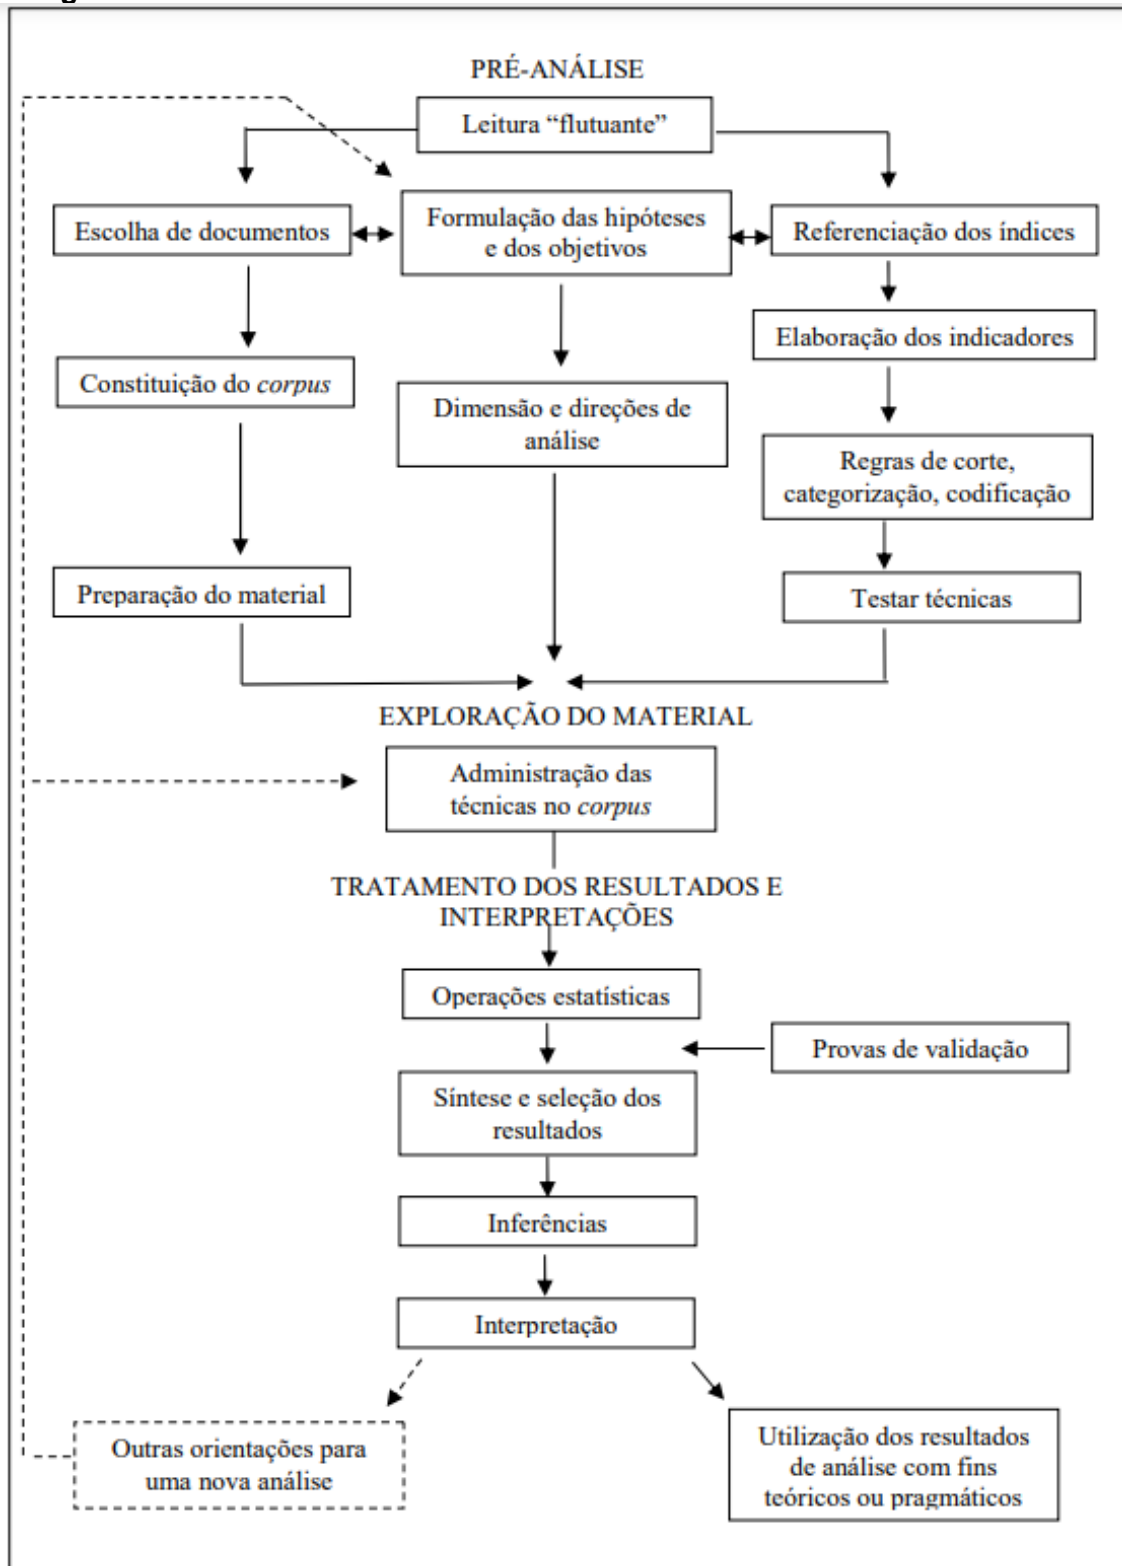 PRÉ-ANÁLISE
Leitura “flutuante”
Escolha de documentos
Formulação das hipóteses
e dos objetivos
Referenciação dos índices
Elaboração dos indicadores
Constituição do corpus
Dimensão e direções de
análise
Regras de corte,
categorização, codificação
Preparação do material
Testar técnicas
EXPLORAÇÃO DO MATERIAL
Administração das
técnicas no corpus
TRATAMENTO DOS RESULTADOS E
INTERPRETAÇÕES
Operações estatísticas
Provas de validação
Síntese e seleção dos
resultados
Inferências
Interpretação
Outras orientações para
uma nova análise
Utilização dos resultados
de análise com fins
teóricos ou pragmáticos